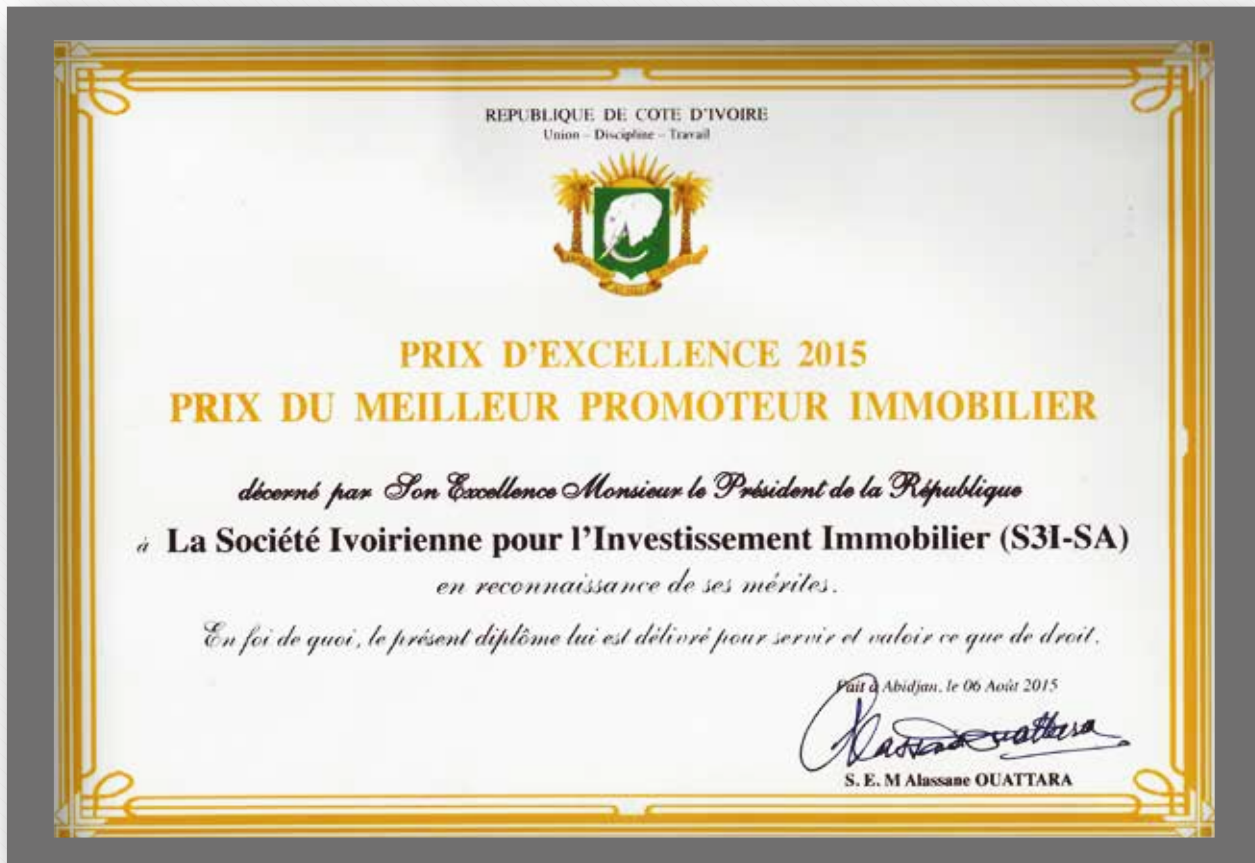 REPUBLIQUE DE COTE D'IVOIRE
Union – Discipline – Travail
PRIX D'EXCELLENCE 2015
PRIX DU MEILLEUR PROMOTEUR IMMOBILIER
décerné par Son Excellence Monsieur le Président de la République
à La Société Ivoirienne pour l'Investissement Immobilier (S3I-SA)
en reconnaissance de ses mérites.
En foi de quoi, le présent diplôme lui est délivré pour servir et valoir ce que de droit.
Fait à Abidjan, le 06 Août 2015
S. E. M Alassane OUATTARA